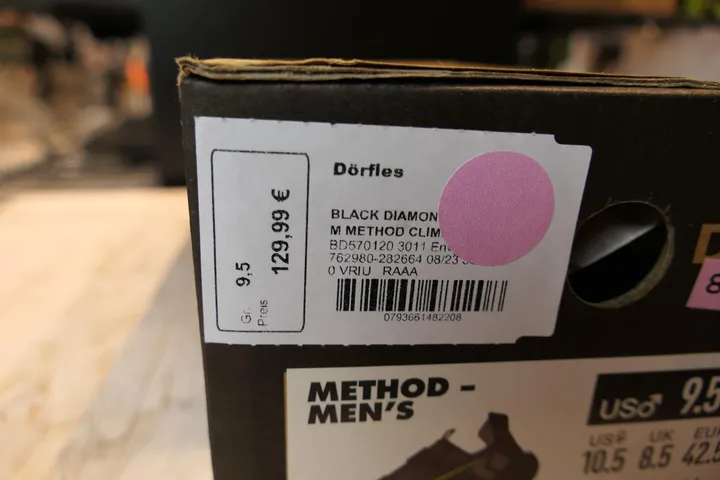 Dörfles
Gr. 9,5
Preis 129,99 €
BLACK DIAMON
M METHOD CLIM
BD570120 3011
762980-282664 08/23
0 VRIU RAAA
0793661482208
METHOD –
MEN'S
US♂ 9.5
US♀ UK EU
10.5 8.5 42.5
8